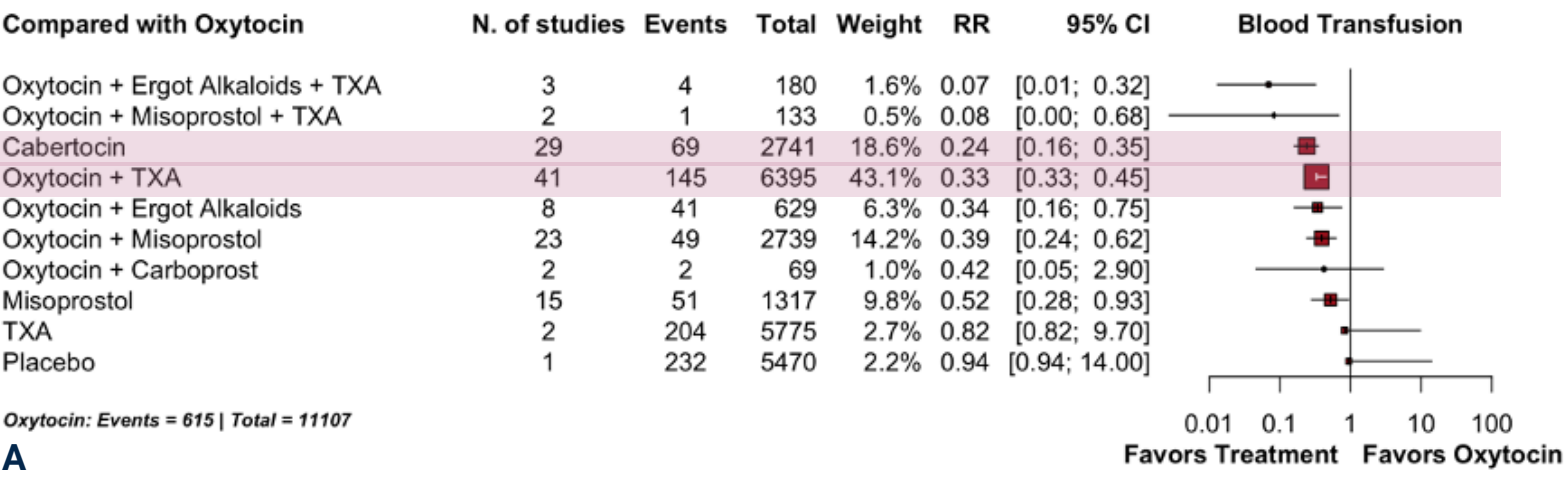 Compared with Oxytocin N. of studies Events Total Weight RR 95% CI Blood Transfusion
Oxytocin + Ergot Alkaloids + TXA 3 4 180 1.6% 0.07 [0.01; 0.32]
Oxytocin + Misoprostol + TXA 2 1 133 0.5% 0.08 [0.00; 0.68]
Cabertocin 29 69 2741 18.6% 0.24 [0.16; 0.35]
Oxytocin + TXA 41 145 6395 43.1% 0.33 [0.33; 0.45]
Oxytocin + Ergot Alkaloids 8 41 629 6.3% 0.34 [0.16; 0.75]
Oxytocin + Misoprostol 23 49 2739 14.2% 0.39 [0.24; 0.62]
Oxytocin + Carboprost 2 2 69 1.0% 0.42 [0.05; 2.90]
Misoprostol 15 51 1317 9.8% 0.52 [0.28; 0.93]
TXA 2 204 5775 2.7% 0.82 [0.82; 9.70]
Placebo 1 232 5470 2.2% 0.94 [0.94; 14.00]
Oxytocin: Events = 615 | Total = 11107
0.01 0.1 1 10 100
Favors Treatment Favors Oxytocin
A